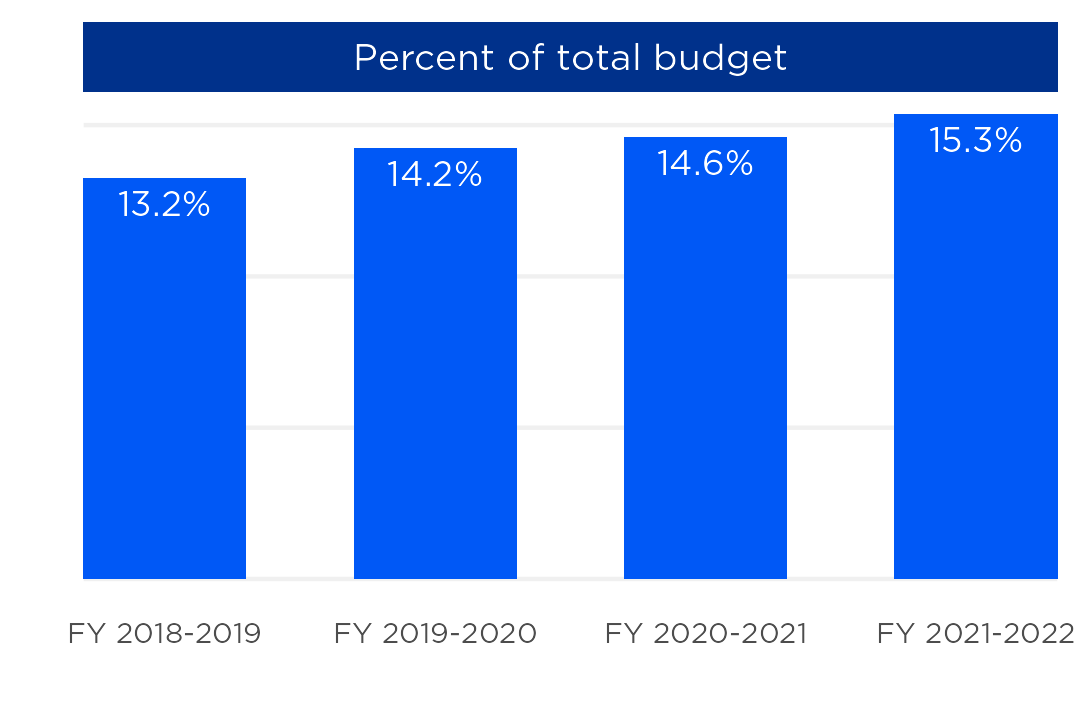 Percent of total budget
13.2%
14.2%
14.6%
15.3%
FY 2018-2019
FY 2019-2020
FY 2020-2021
FY 2021-2022